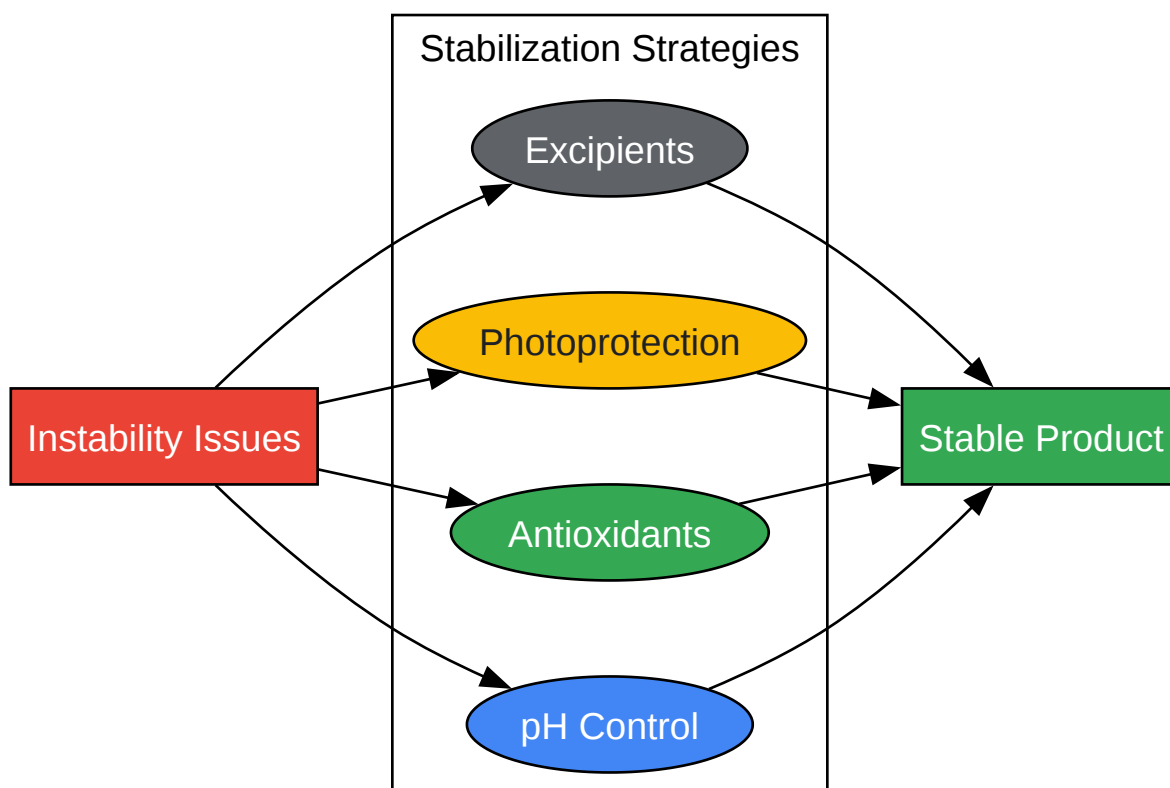 Stabilization Strategies
Excipients
Photoprotection
Instability Issues
Stable Product
Antioxidants
pH Control